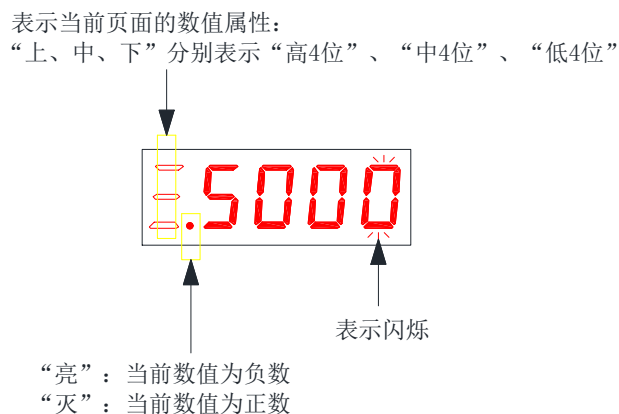 表示当前页面的数值属性：
“上、中、下”分别表示“高4位”、“中4位”、“低4位”
.5000
表示闪烁
“亮”：当前数值为负数
“灭”：当前数值为正数